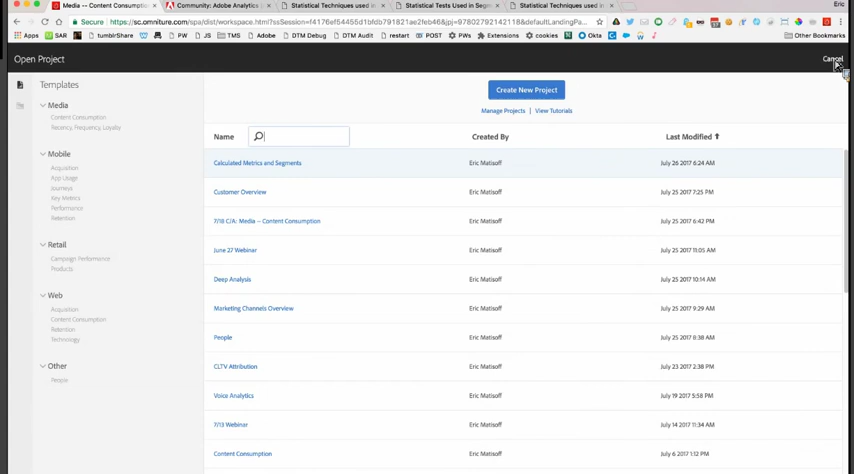 Media -- Content Consumption
Community: Adobe Analytics
Statistical Techniques used in
Statistical Tests Used in Segm
Statistical Techniques used in
Eric
Secure
https://sc.omniture.com/spa/dist/workspace.html?
Apps
SAR
tumblrShare
PW
JS
TMS
Adobe
DTM Debug
DTM Audit
restart
POST
PWs
Extensions
cookies
Okta
Other Bookmarks
Open Project
Cancel
Templates
Media
Content Consumption
Recency, Frequency, Loyalty
Mobile
Acquisition
App Usage
Journeys
Key Metrics
Performance
Retention
Retail
Campaign Performance
Products
Web
Acquisition
Content Consumption
Retention
Technology
Other
People
Create New Project
Manage Projects | View Tutorials
Name Created By Last Modified
Calculated Metrics and Segments Eric Matisoff July 26 2017 6:24 AM
Customer Overview Eric Matisoff July 25 2017 7:25 PM
7/18 C/A: Media -- Content Consumption Eric Matisoff July 25 2017 6:42 PM
June 27 Webinar Eric Matisoff July 25 2017 11:05 AM
Deep Analysis Eric Matisoff July 25 2017 10:14 AM
Marketing Channels Overview Eric Matisoff July 25 2017 9:29 AM
People Eric Matisoff July 25 2017 8:38 AM
CLTV Attribution Eric Matisoff July 23 2017 2:38 PM
Voice Analytics Eric Matisoff July 19 2017 5:58 PM
7/13 Webinar Eric Matisoff July 14 2017 11:34 AM
Content Consumption Eric Matisoff July 6 2017 1:12 PM